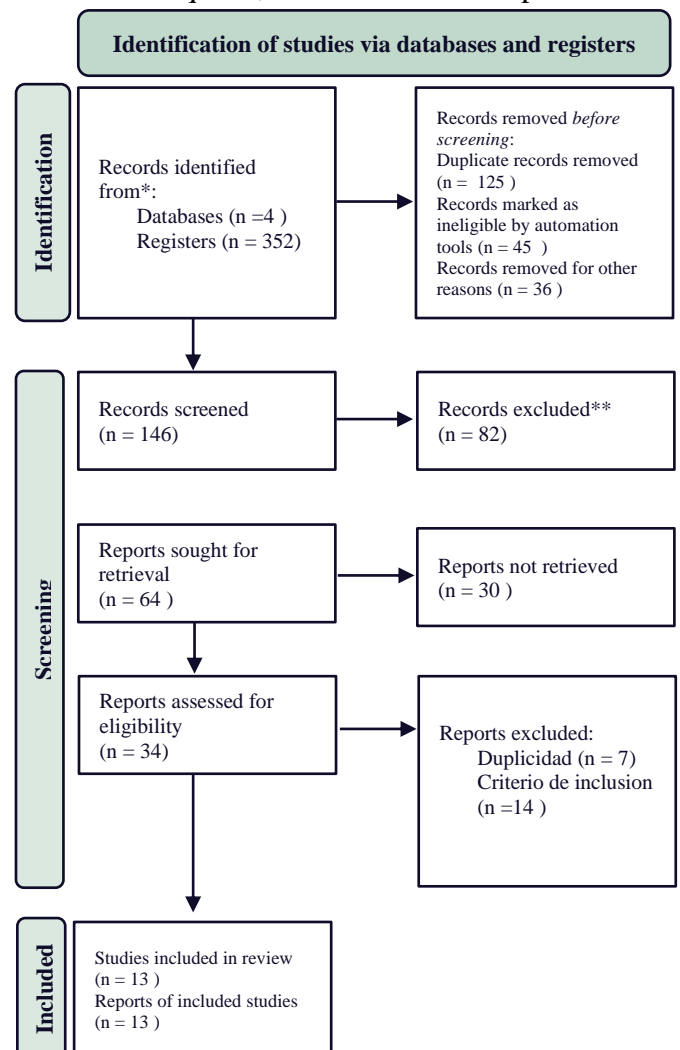 Identification of studies via databases and registers
Identification
Records identified
from*:
Databases (n =4 )
Registers (n = 352)
Records removed before
screening:
Duplicate records removed
(n =  125 )
Records marked as
ineligible by automation
tools (n = 45  )
Records removed for other
reasons (n = 36 )
Screening
Records screened
(n = 146)
Records excluded**
(n = 82)
Reports sought for
retrieval
(n = 64 )
Reports not retrieved
(n = 30 )
Reports assessed for
eligibility
(n = 34)
Reports excluded:
Duplicidad (n = 7)
Criterio de inclusion
(n =14 )
Included
Studies included in review
(n = 13 )
Reports of included studies
(n = 13 )